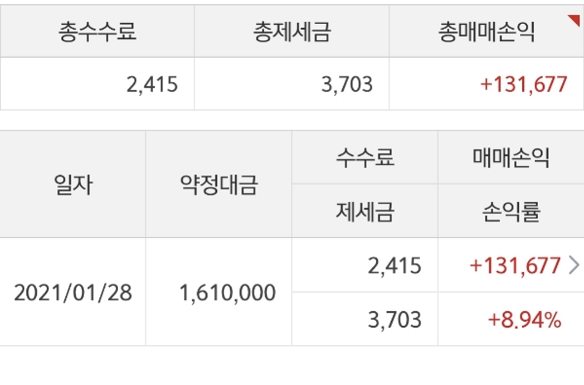 총수수료 총제세금 총매매손익
2,415 3,703 +131,677
일자 약정대금 수수료 매매손익
제세금 손익률
2021/01/28 1,610,000 2,415 +131,677
3,703 +8.94%